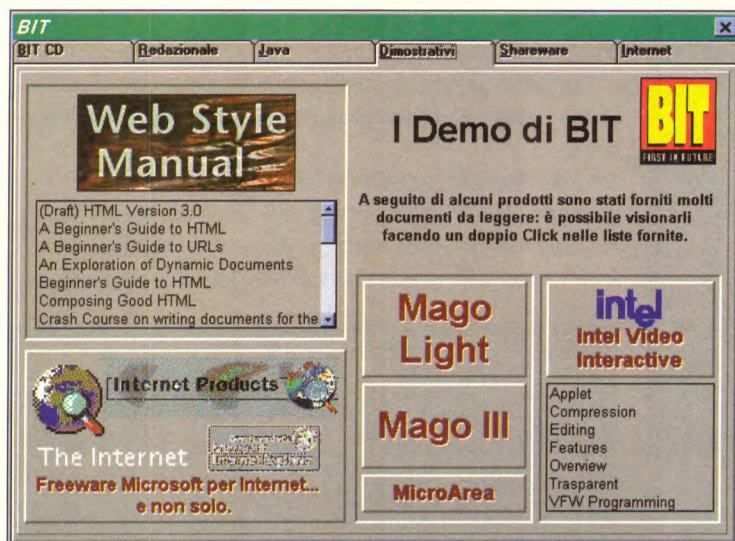 BIT
BIT CD
Redazionale
Java
Dimostrativi
Shareware
Internet
Web Style
Manual
(Draft) HTML Version 3.0
A Beginner's Guide to HTML
A Beginner's Guide to URLs
An Exploration of Dynamic Documents
Beginner's Guide to HTML
Composing Good HTML
Crash Course on writing documents for the
Internet Products
The Internet
Internet Explorer
Freeware Microsoft per Internet...
e non solo.
I Demo di BIT
BIT
FIRST IN FUTURE
A seguito di alcuni prodotti sono stati forniti molti
documenti da leggere: è possibile visionarli
facendo un doppio Click nelle liste fornite.
Mago
Light
Mago III
MicroArea
intel
Intel Video
Interactive
Applet
Compression
Editing
Features
Overview
Trasparent
VFW Programming